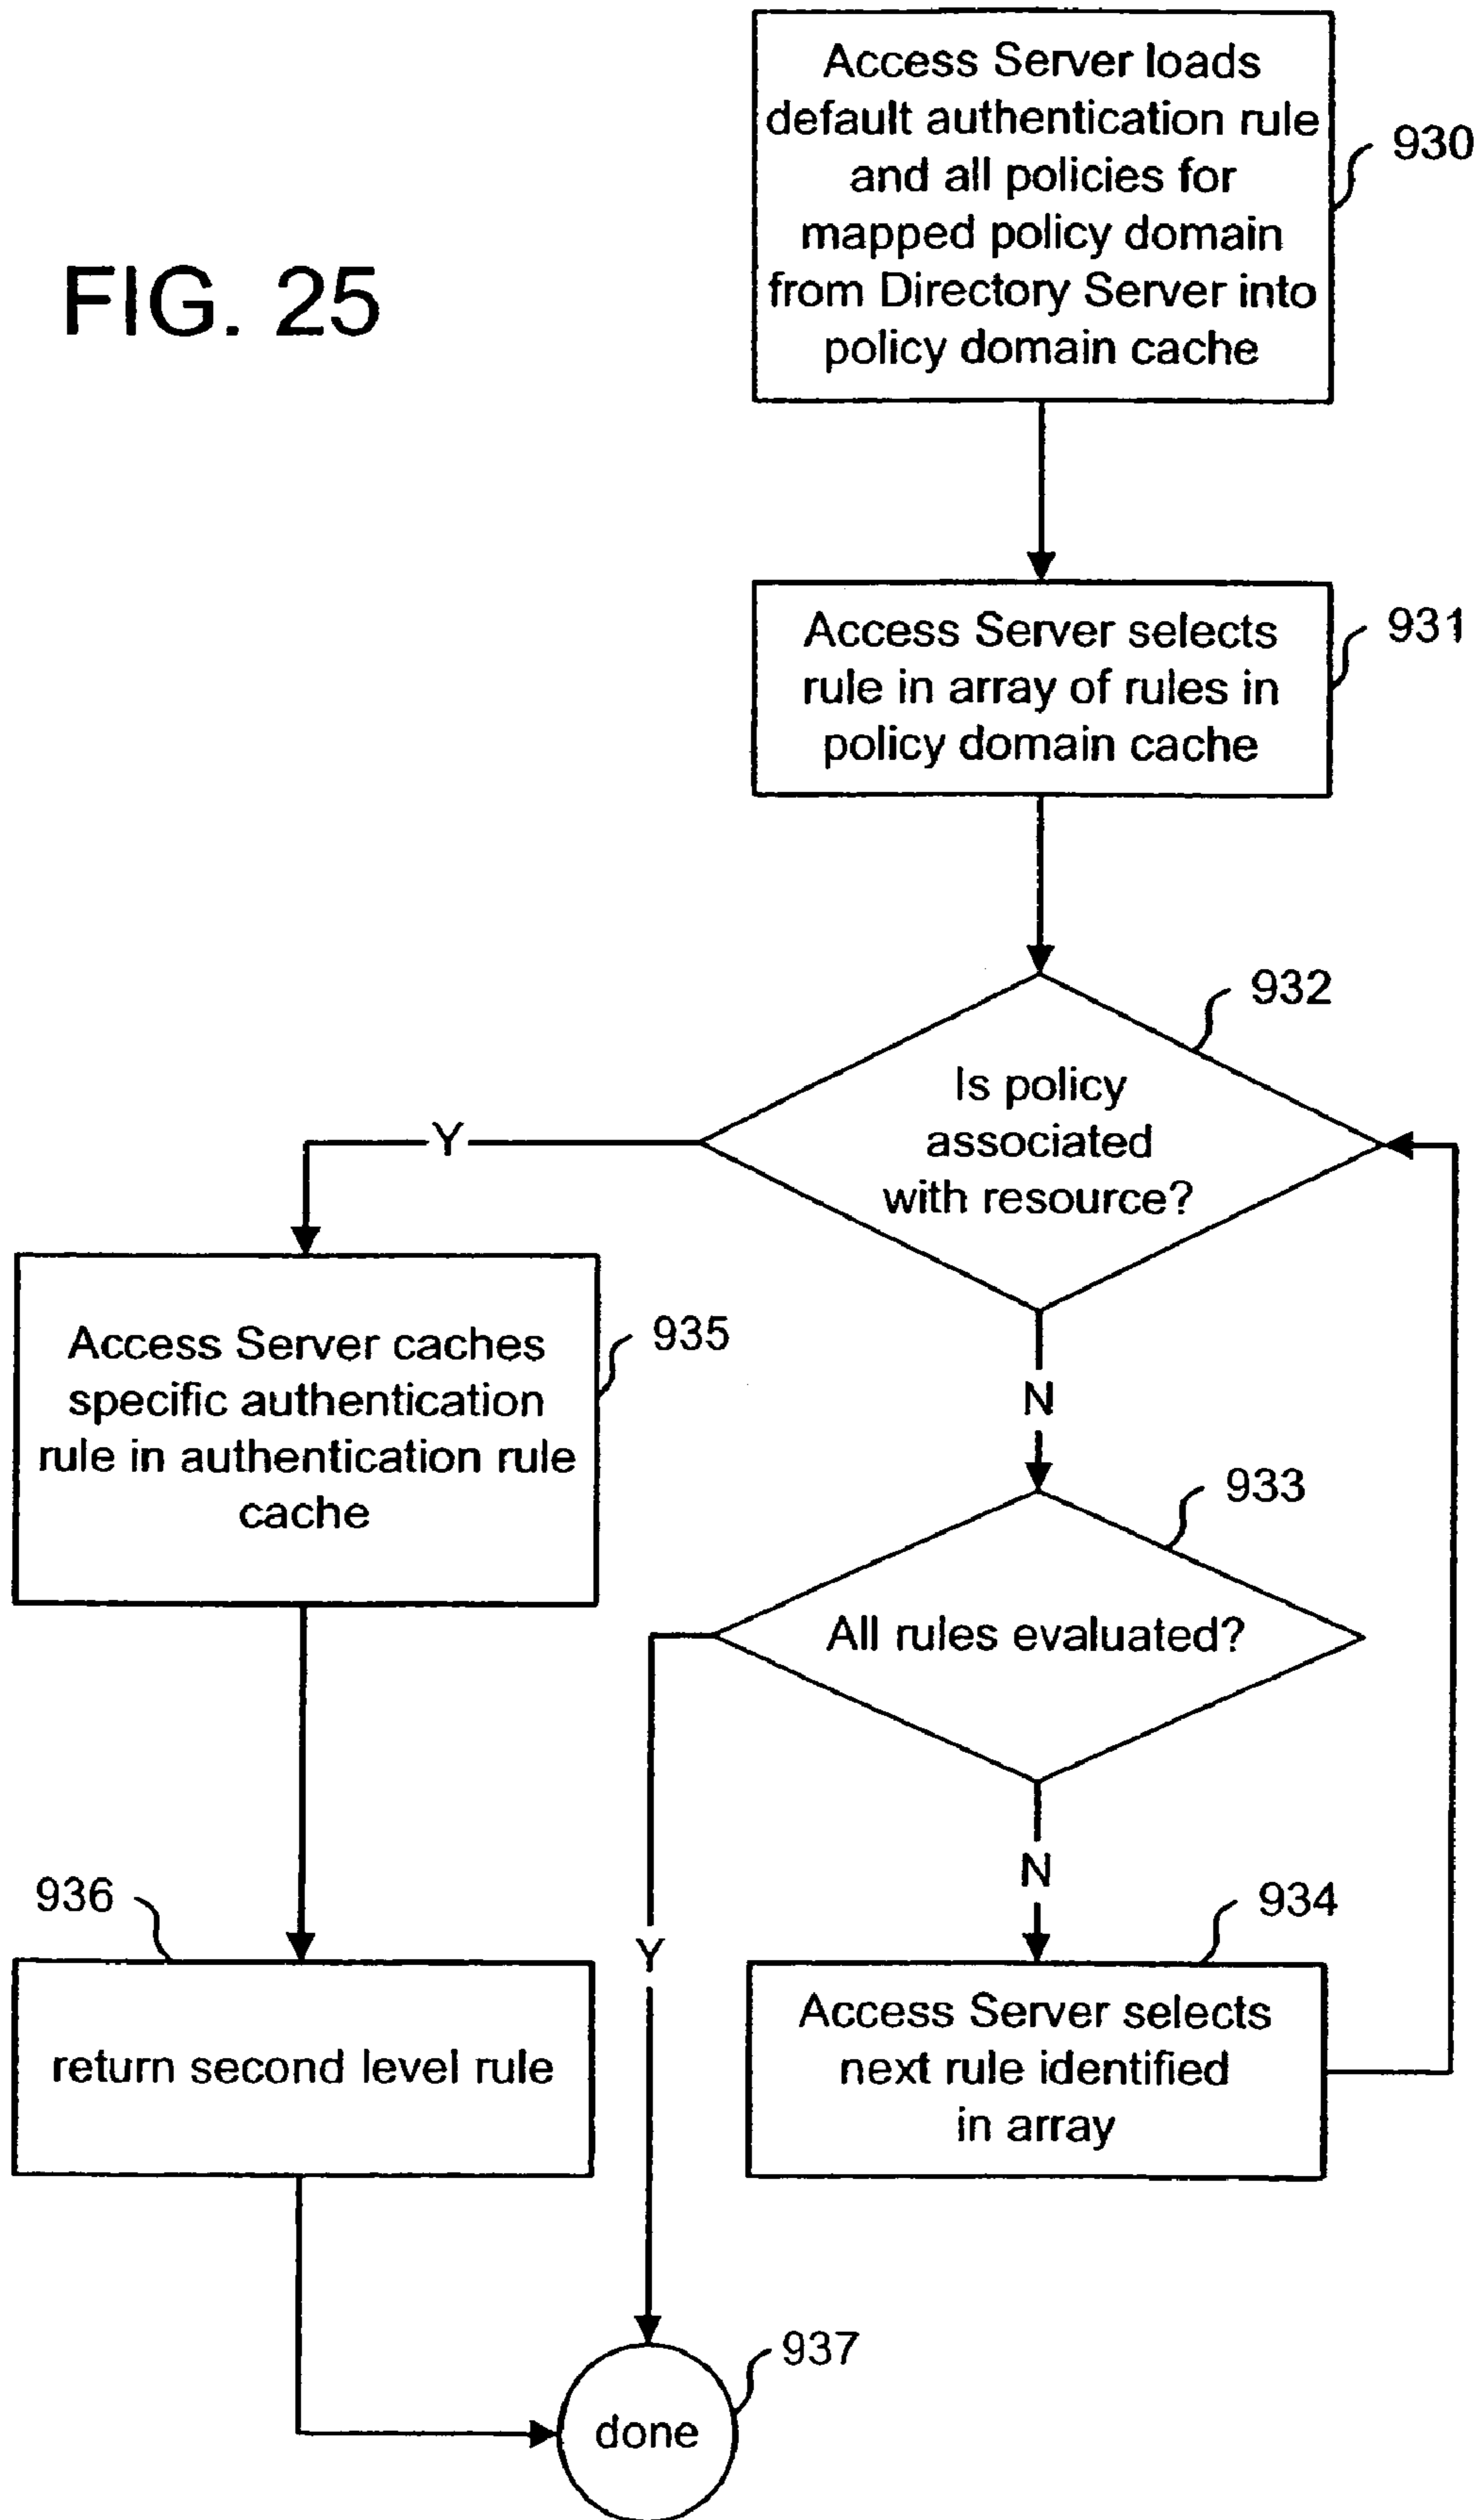 Access Server loads
default authentication rule
and all policies for
mapped policy domain
from Directory Server into
policy domain cache
930
FIG. 25
Access Server selects
rule in array of rules in
policy domain cache
931
932
Is policy
associated
with resource?
Y
N
Access Server caches
specific authentication
rule in authentication rule
cache
935
933
All rules evaluated?
N
Y
936
return second level rule
934
Access Server selects
next rule identified
in array
937
done